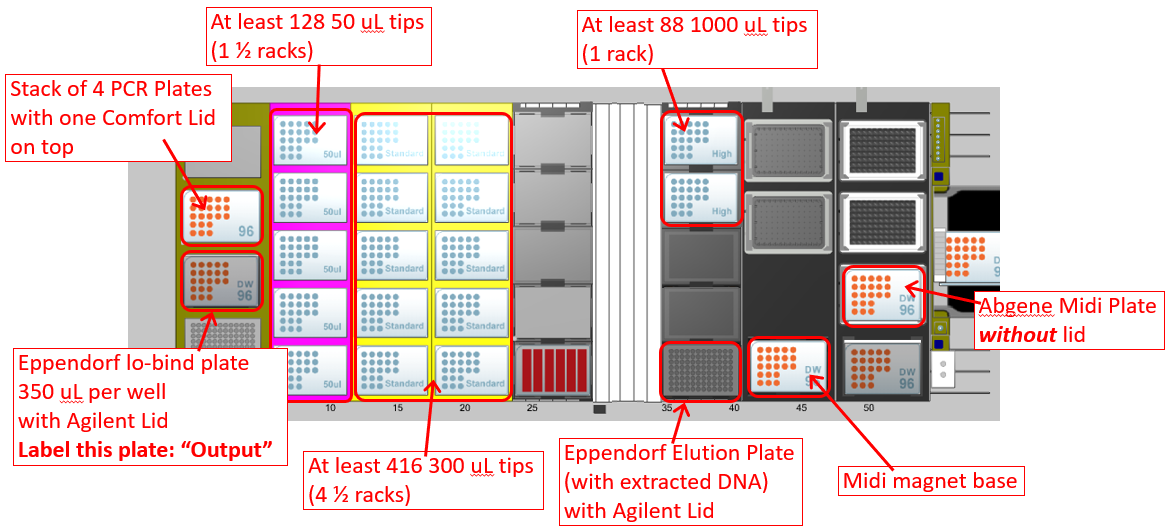 At least 128 50 uL tips
(1 ½ racks)
At least 88 1000 uL tips
(1 rack)
Stack of 4 PCR Plates
with one Comfort Lid
on top
50ul
Standard
Standard
High
96
50ul
Standard
Standard
High
DW
96
50ul
Standard
Standard
DW
96
D
9
50ul
Standard
Standard
Abgene Midi Plate
without lid
Eppendorf lo-bind plate
350 uL per well
with Agilent Lid
Label this plate: "Output"
50ul
Standard
Standard
DW
96
DW
96
10
15
20
25
35
40
45
50
At least 416 300 uL tips
(4 ½ racks)
Eppendorf Elution Plate
(with extracted DNA)
with Agilent Lid
Midi magnet base